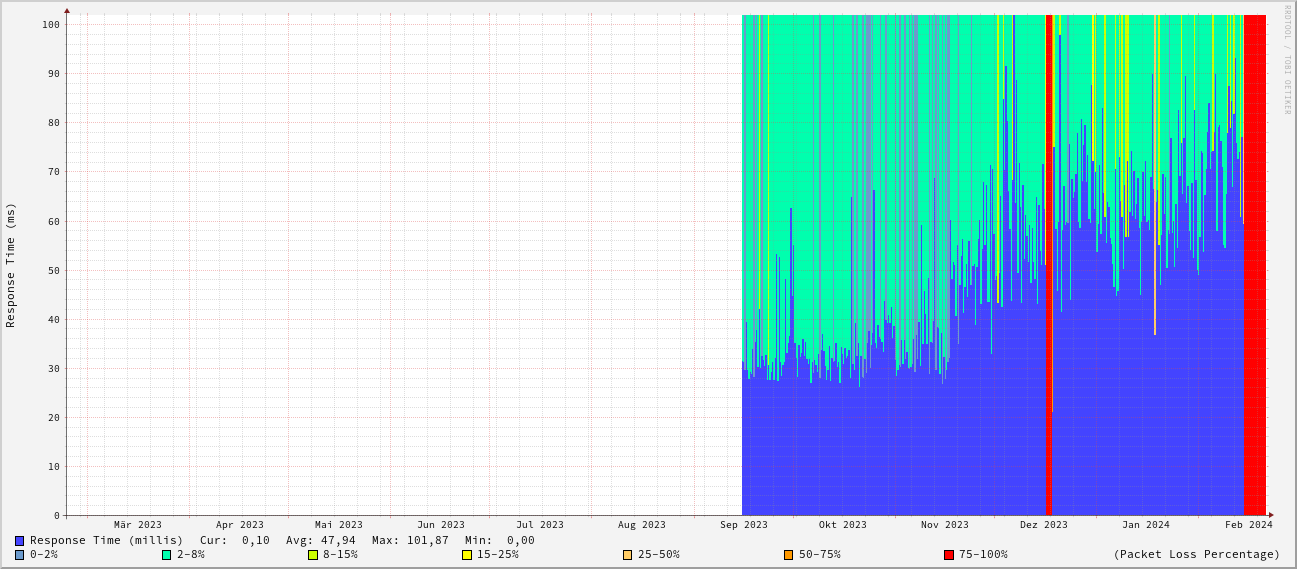 RRDTOOL / TOBI OETIKER
Response Time (ms)
100
90
80
70
60
50
40
30
20
10
0
Mär 2023 Apr 2023 Mai 2023 Jun 2023 Jul 2023 Aug 2023 Sep 2023 Okt 2023 Nov 2023 Dez 2023 Jan 2024 Feb 2024
Response Time (millis) Cur: 0,10 Avg: 47,94 Max: 101,87 Min: 0,00
0-2% 2-8% 8-15% 15-25% 25-50% 50-75% 75-100% (Packet Loss Percentage)